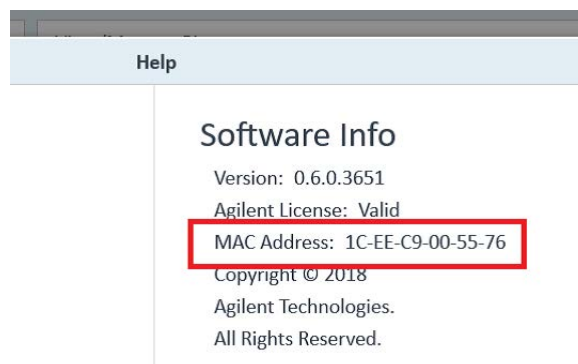 Help
Software Info
Version: 0.6.0.3651
Agilent License: Valid
MAC Address: 1C-EE-C9-00-55-76
Copyright © 2018
Agilent Technologies.
All Rights Reserved.